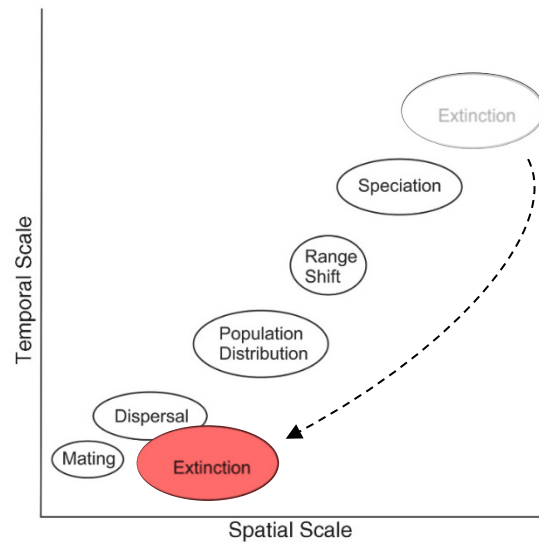 Extinction
Speciation
Range
Shift
Population
Distribution
Dispersal
Mating
Extinction
Temporal Scale
Spatial Scale